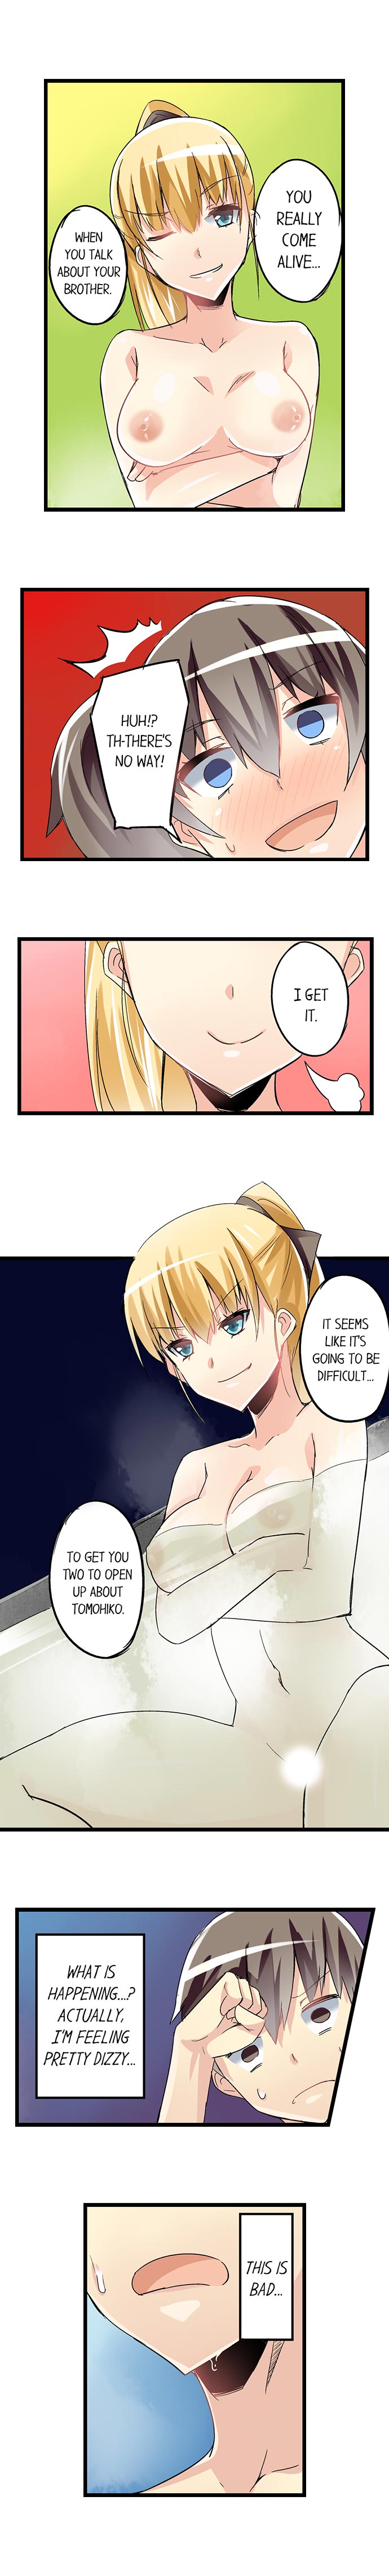 YOU
REALLY
COME
ALIVE...
WHEN
YOU TALK
ABOUT YOUR
BROTHER.
HUH!?
TH-THERE'S
NO WAY!
I GET
IT.
IT SEEMS
LIKE IT'S
GOING TO BE
DIFFICULT...
TO GET YOU
TWO TO OPEN
UP ABOUT
TOMOHIKO.
WHAT IS
HAPPENING...?
ACTUALLY,
I'M FEELING
PRETTY DIZZY...
THIS IS
BAD...